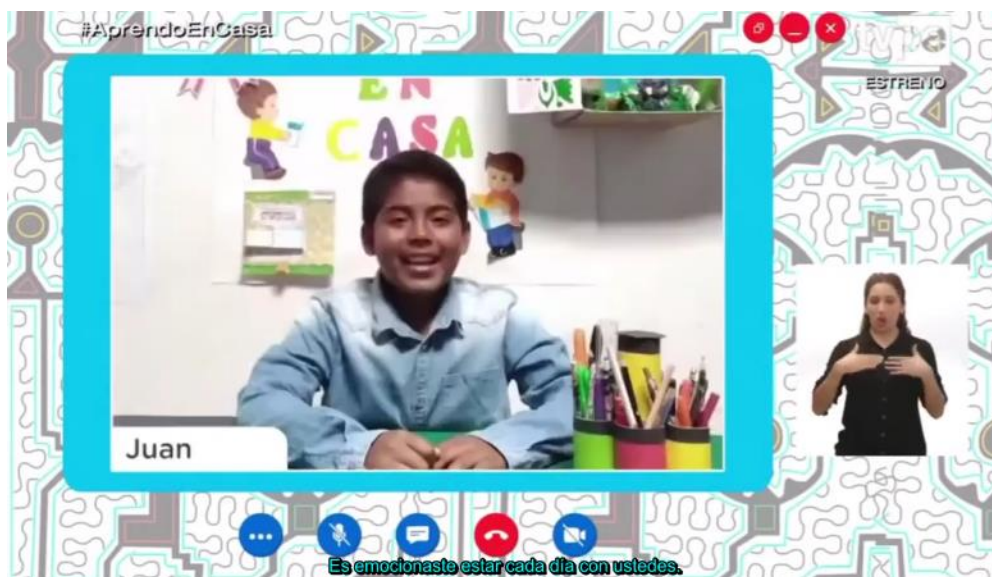 #AprendoEnCasa
ESTRENO
EN
CASA
Juan
Es emocionaste estar cada día con ustedes.